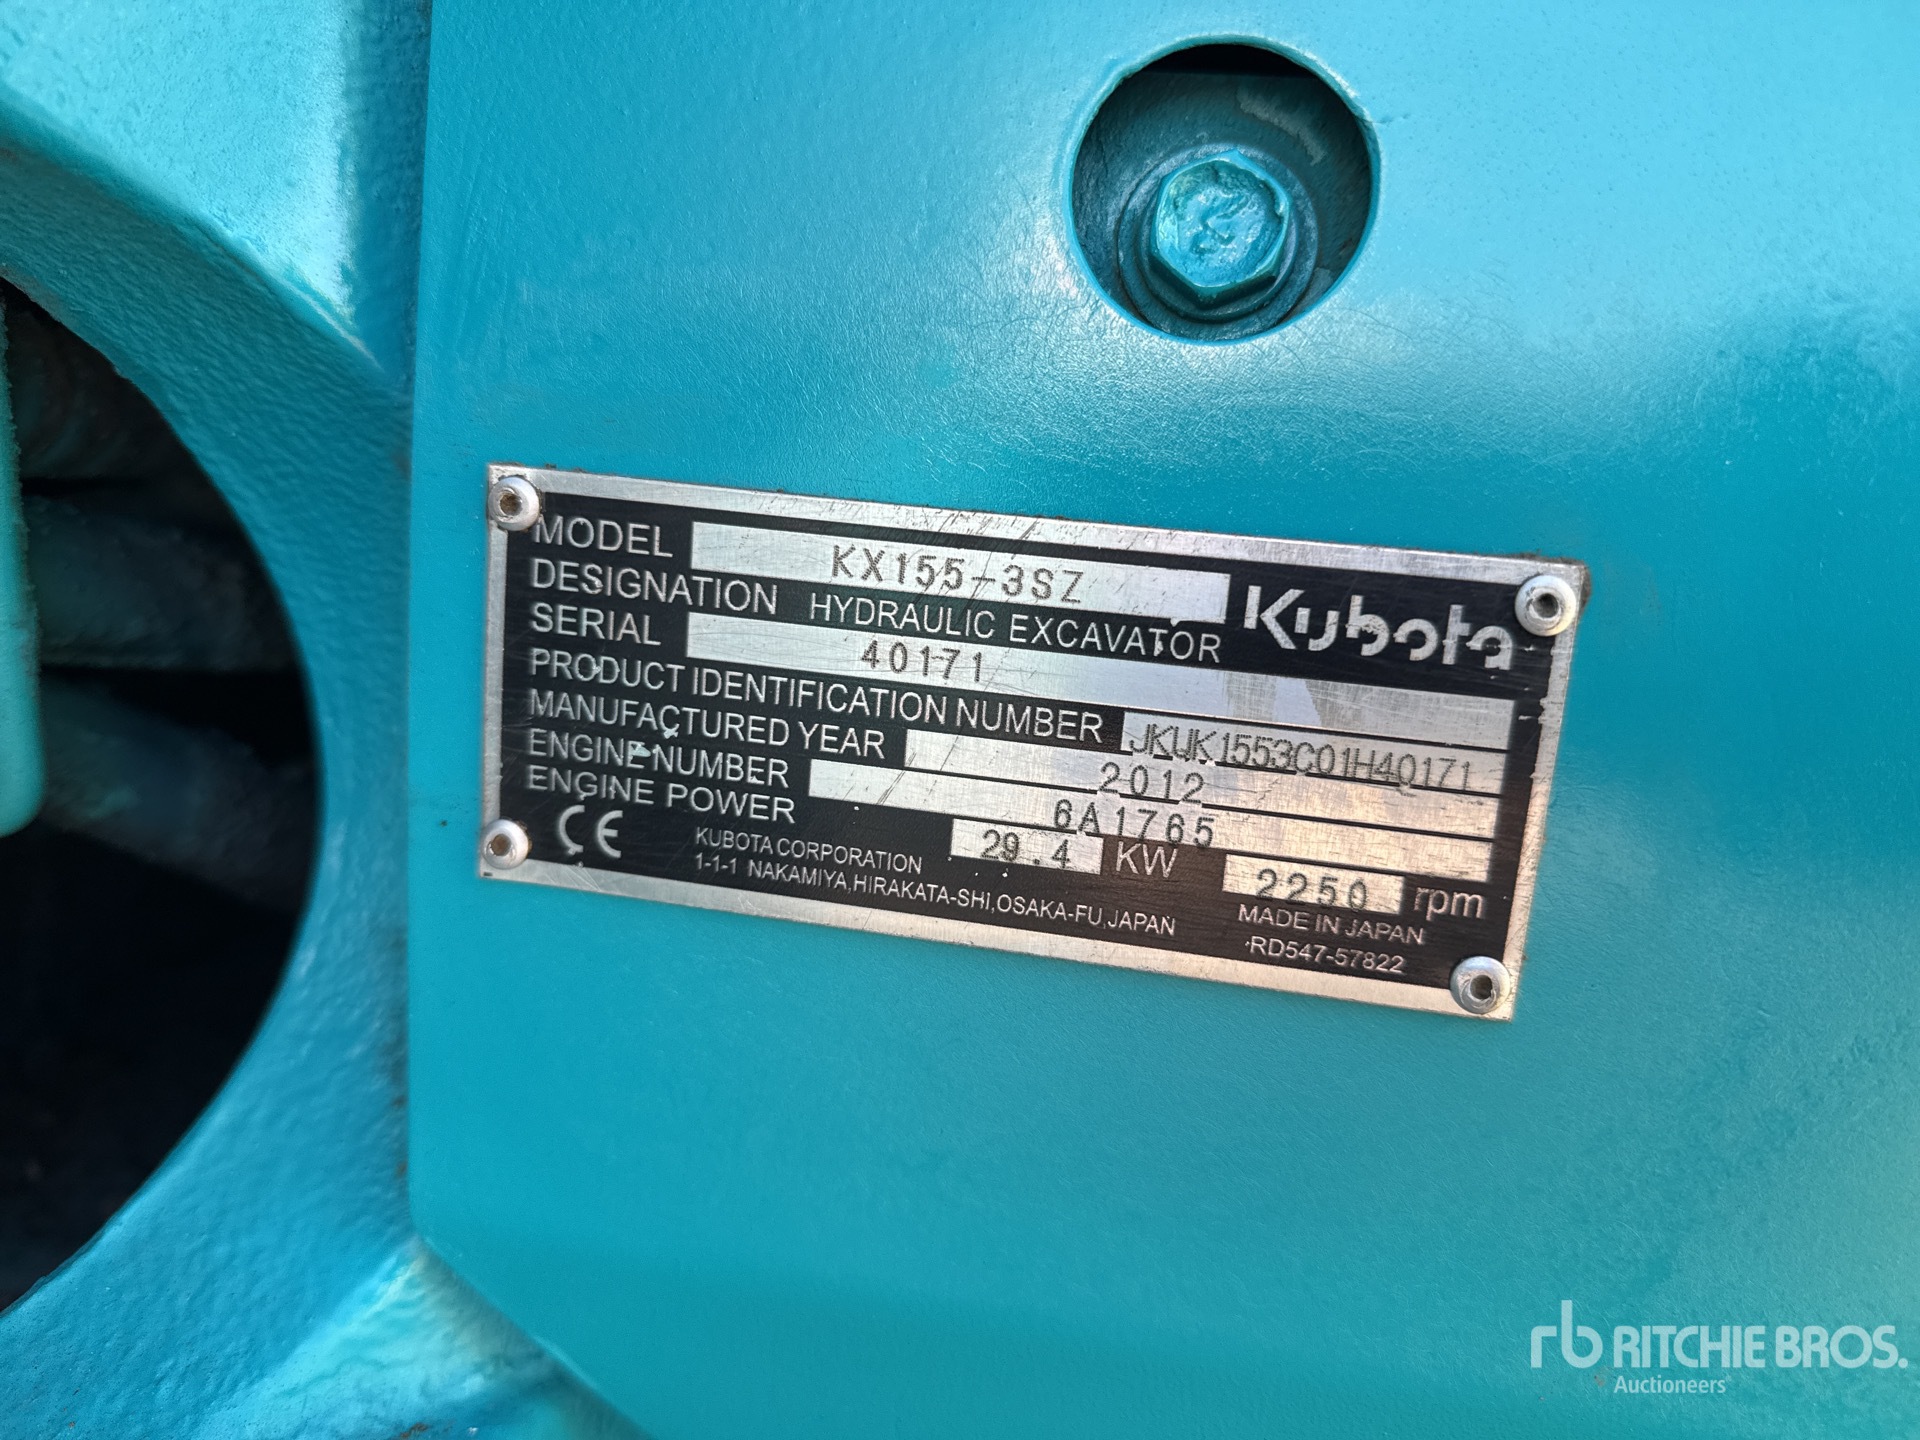 MODEL KX155-3SZ Kubota
DESIGNATION HYDRAULIC EXCAVATOR
SERIAL 40171
PRODUCT IDENTIFICATION NUMBER JKUK1553C01H40171
MANUFACTURED YEAR 2012
ENGINE NUMBER 6A1765
ENGINE POWER 29.4 KW 2250 rpm
CE KUBOTA CORPORATION MADE IN JAPAN
1-1-1 NAKAMIYA,HIRAKATA-SHI,OSAKA-FU,JAPAN RD547-57822
rb RITCHIE BROS.
Auctioneers